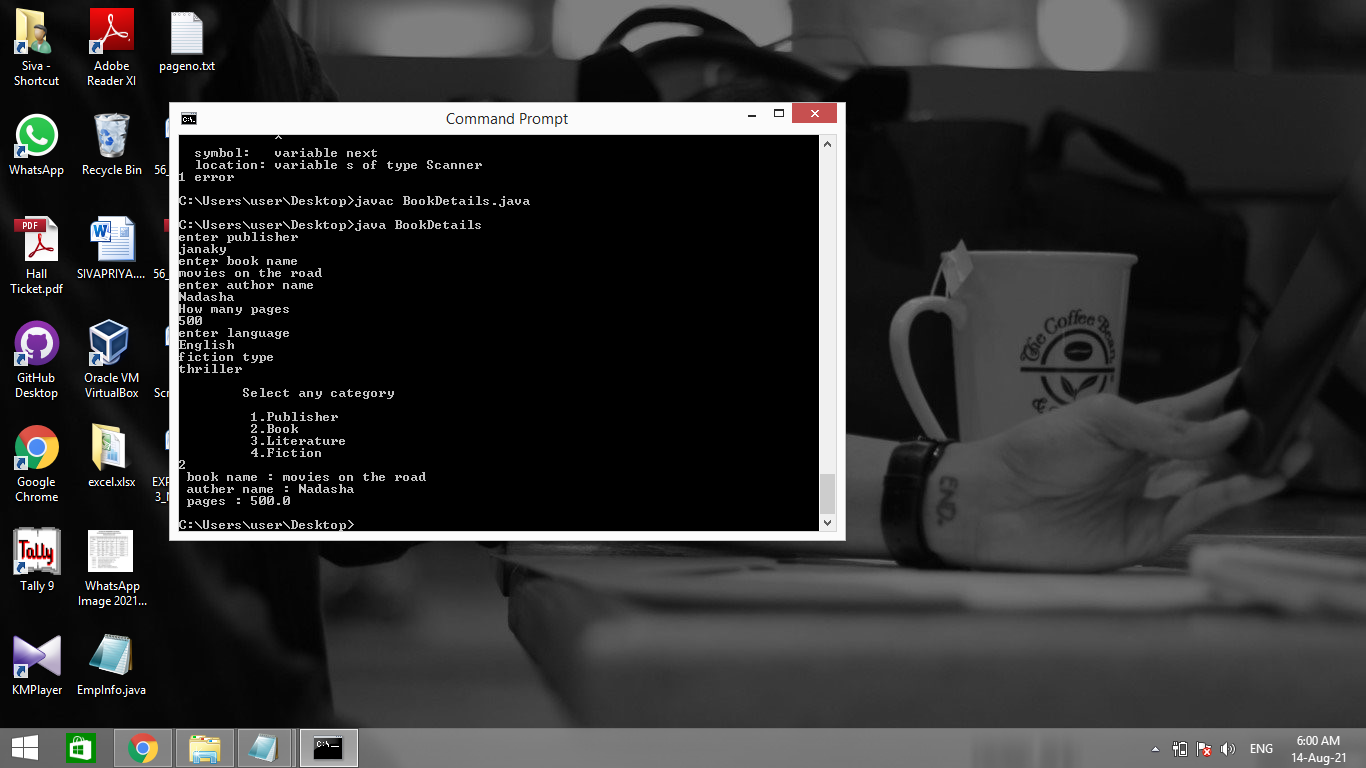 Siva -
Shortcut
Adobe
Reader XI
pageno.txt
WhatsApp
Recycle Bin
56_
PDF
Hall
Ticket.pdf
SIVAPRIYA....
56_
GitHub
Desktop
Oracle VM
VirtualBox
Scr
Google
Chrome
excel.xlsx
EXP
3_M
Tally
Tally 9
WhatsApp
Image 2021...
KMPlayer
EmpInfo.java
C:\.
Command Prompt
^
symbol:   variable next
location: variable s of type Scanner
1 error
C:\Users\user\Desktop>javac BookDetails.java
C:\Users\user\Desktop>java BookDetails
enter publisher
janaky
enter book name
movies on the road
enter author name
Nadasha
How many pages
500
enter language
English
fiction type
thriller
Select any category
1.Publisher
2.Book
3.Literature
4.Fiction
2
book name : movies on the road
auther name : Nadasha
pages : 500.0
C:\Users\user\Desktop>
The Coffee Bean
END.
ENG
6:00 AM
14-Aug-21